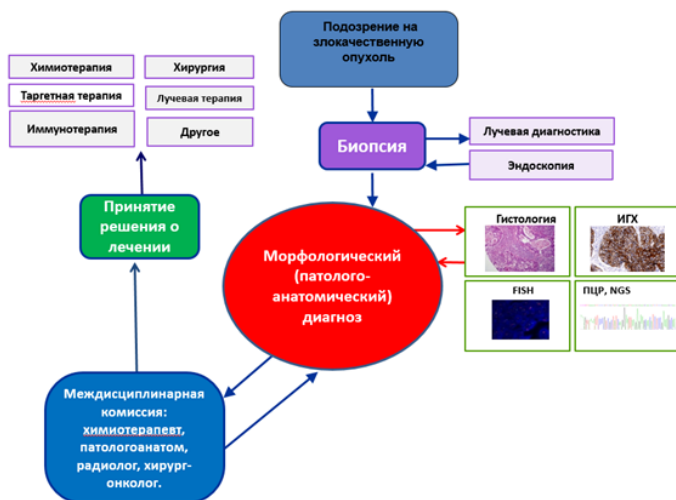 Подозрение на
злокачественную
опухоль
Химиотерапия
Хирургия
Таргетная терапия
Лучевая терапия
Иммунотерапия
Другое
Биопсия
Лучевая диагностика
Эндоскопия
Принятие
решения о
лечении
Морфологический
(патолого-
анатомический)
диагноз
Гистология
ИГХ
FISH
ПЦР, NGS
Междисциплинарная
комиссия:
химиотерапевт,
патологоанатом,
радиолог, хирург-
онколог.